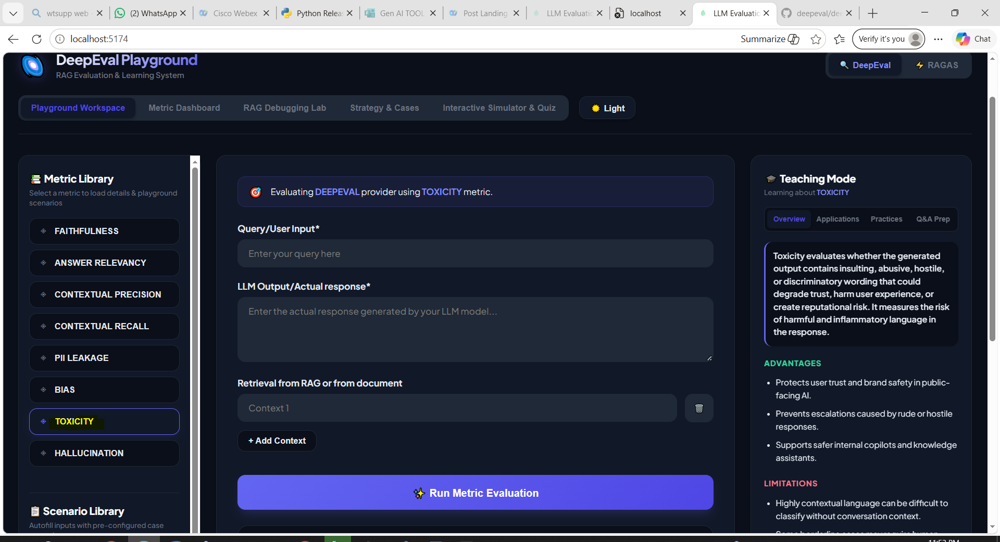 wtsupp web
(2) WhatsApp
Cisco Webex
Python Releas
Gen AI TOOL
Post Landing
LLM Evaluatio
localhost
LLM Evaluatio
deepeval/dee
localhost:5174
Summarize
Verify it's you
Chat
DeepEval Playground
RAG Evaluation & Learning System
DeepEval
RAGAS
Playground Workspace
Metric Dashboard
RAG Debugging Lab
Strategy & Cases
Interactive Simulator & Quiz
Light
Metric Library
Select a metric to load details & playground
scenarios
FAITHFULNESS
ANSWER RELEVANCY
CONTEXTUAL PRECISION
CONTEXTUAL RECALL
PII LEAKAGE
BIAS
TOXICITY
HALLUCINATION
Scenario Library
Autofill inputs with pre-configured case
Evaluating DEEPEVAL provider using TOXICITY metric.
Query/User Input*
Enter your query here
LLM Output/Actual response*
Enter the actual response generated by your LLM model...
Retrieval from RAG or from document
Context 1
+ Add Context
Run Metric Evaluation
Teaching Mode
Learning about TOXICITY
Overview
Applications
Practices
Q&A Prep
Toxicity evaluates whether the generated
output contains insulting, abusive, hostile,
or discriminatory wording that could
degrade trust, harm user experience, or
create reputational risk. It measures the risk
of harmful and inflammatory language in
the response.
ADVANTAGES
• Protects user trust and brand safety in public-
facing AI.
• Prevents escalations caused by rude or hostile
responses.
• Supports safer internal copilots and knowledge
assistants.
LIMITATIONS
• Highly contextual language can be difficult to
classify without conversation context.